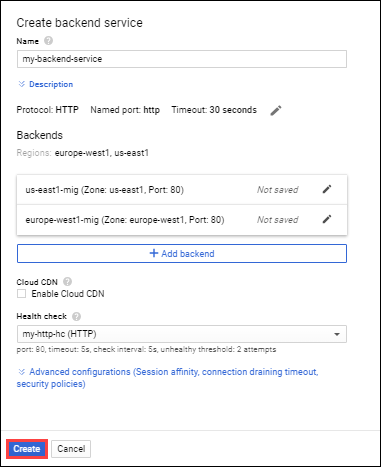 Create backend service
Name
my-backend-service
Description
Protocol: HTTP Named port: http Timeout: 30 seconds
Backends
Regions: europe-west1, us-east1
us-east1-mig (Zone: us-east1, Port: 80) Not saved
europe-west1-mig (Zone: europe-west1, Port: 80) Not saved
+ Add backend
Cloud CDN
Enable Cloud CDN
Health check
my-http-hc (HTTP)
port: 80, timeout: 5s, check interval: 5s, unhealthy threshold: 2 attempts
Advanced configurations (Session affinity, connection draining timeout,
security policies)
Create Cancel